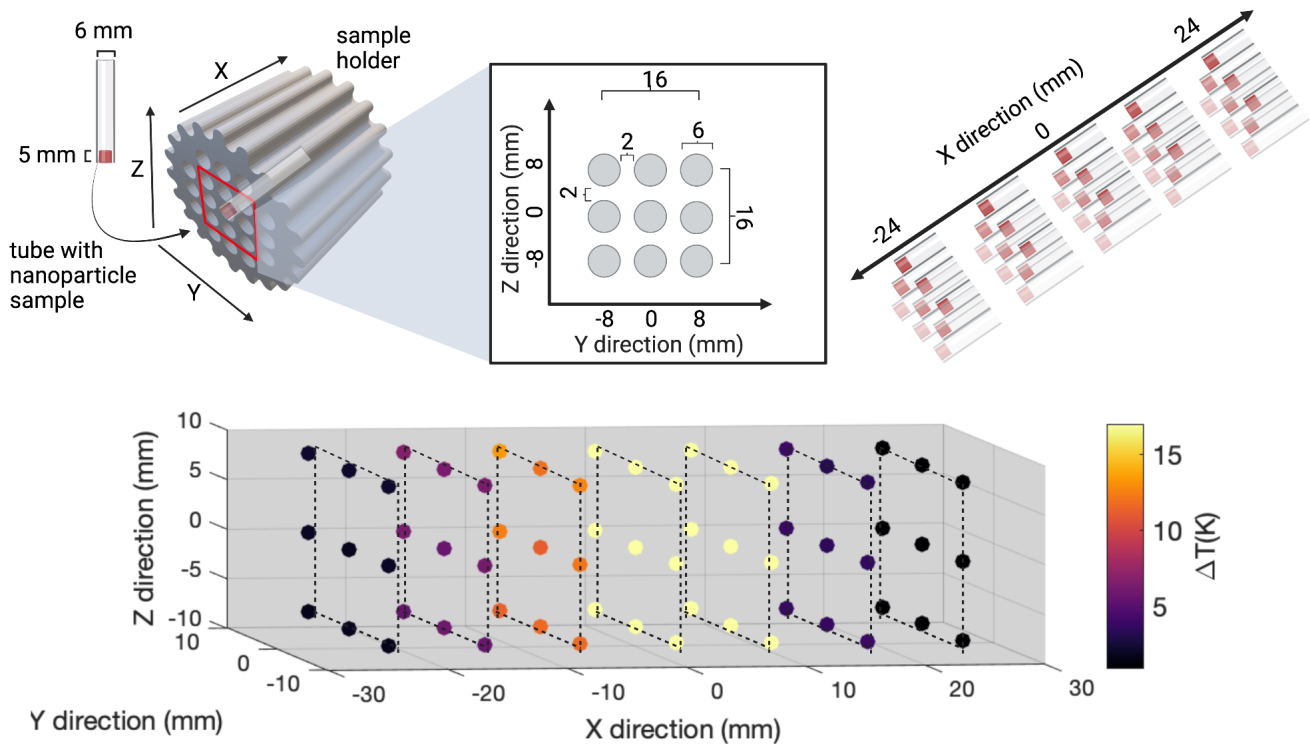 6 mm
5 mm
X
Z
Y
sample
holder
tube with
nanoparticle
sample
16
2
6
2
16
8
0
-8
Z direction (mm)
-8 0 8
Y direction (mm)
X direction (mm)
-24
0
24
10
5
0
-5
-10
Z direction (mm)
10
0
-10
Y direction (mm)
-30 -20 -10 0 10 20 30
X direction (mm)
15
10
5
ΔT(K)